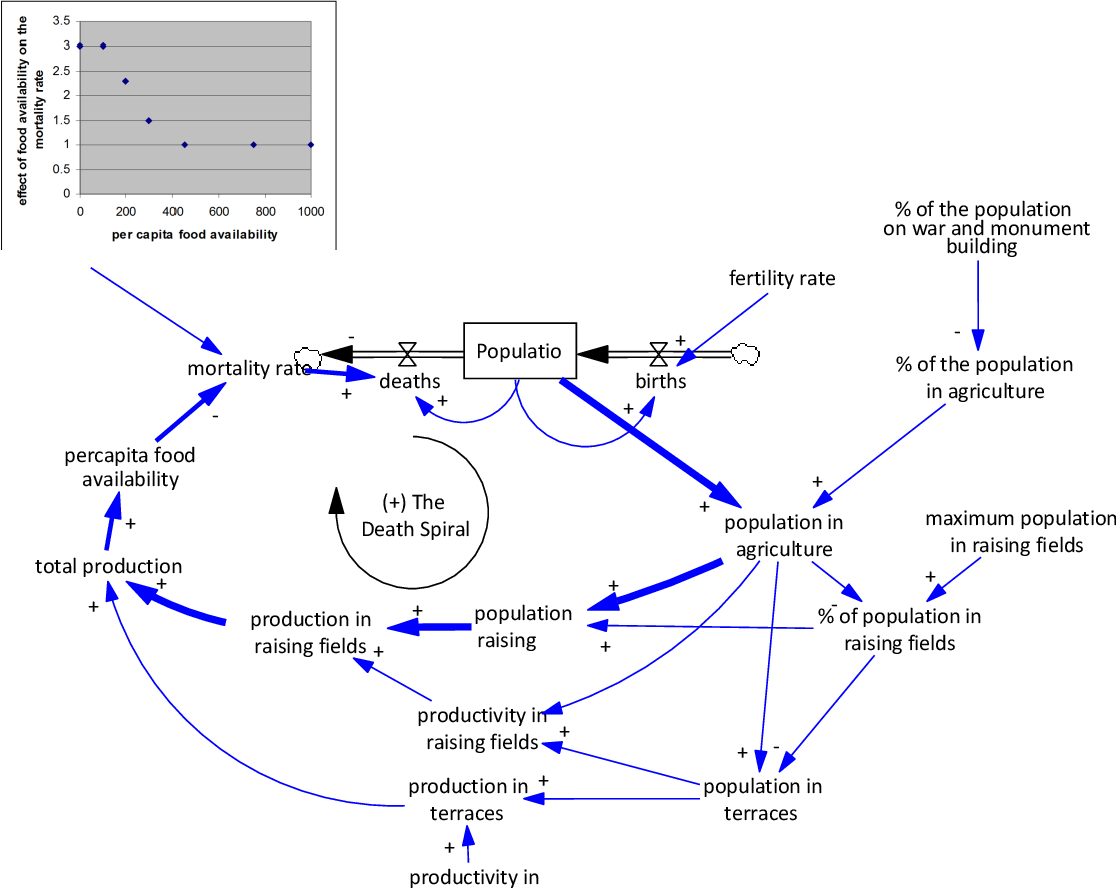 effect of food availability on the
mortality rate
3.5
3
2.5
2
1.5
1
0.5
0
0 200 400 600 800 1000
per capita food availability
% of the population
on war and monument
building
fertility rate
-
+
-
Populatio
mortality rate
deaths
births
% of the population
in agriculture
+
+
+
-
percapita food
availability
+
(+) The
Death Spiral
+
+
population in
agriculture
maximum population
in raising fields
total production
+
+
+
+
-
+
production in
raising fields
population
raising
% of population in
raising fields
+
+
productivity in
raising fields
+
+
-
production in
terraces
+
population in
terraces
+
productivity in